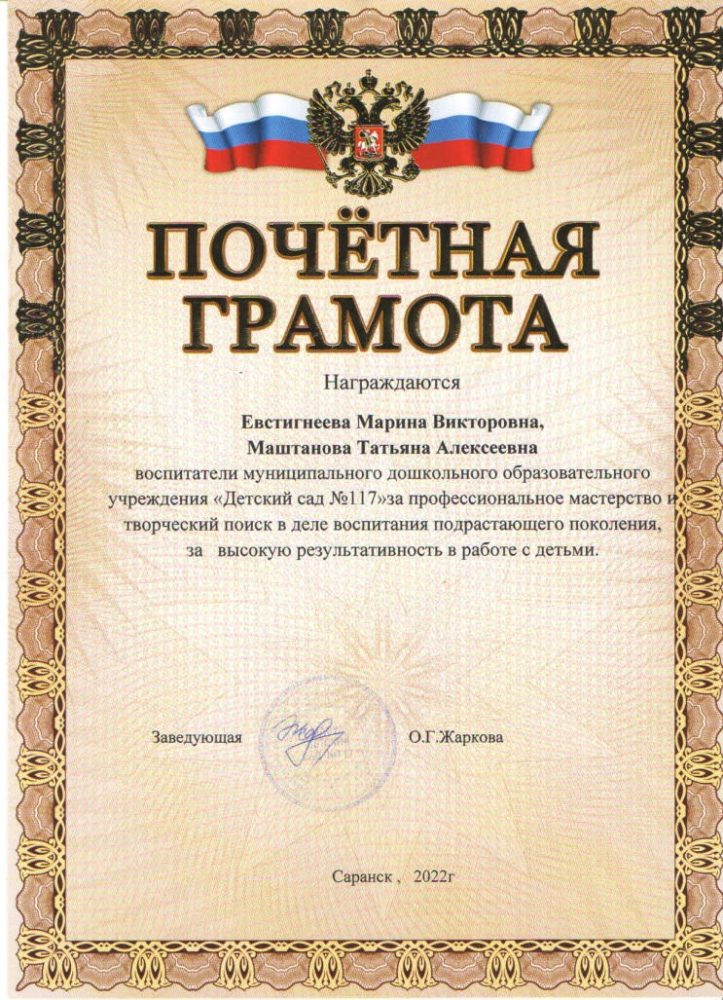 ПОЧЁТНАЯ
ГРАМОТА
Награждаются
Евстигнеева Марина Викторовна,
Маштанова Татьяна Алексеевна
воспитатели муниципального дошкольного образовательного
учреждения «Детский сад №117»за профессиональное мастерство и
творческий поиск в деле воспитания подрастающего поколения,
за высокую результативность в работе с детьми.
Заведующая О.Г.Жаркова
Саранск , 2022г